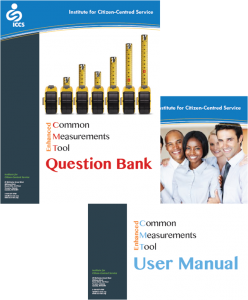 ICCS
Institute for Citizen-Centred Service
Enhanced
Common
Measurements
Tool
Question Bank
Institute for Citizen-Centred Service
Enhanced
Common
Measurements
Tool
User Manual